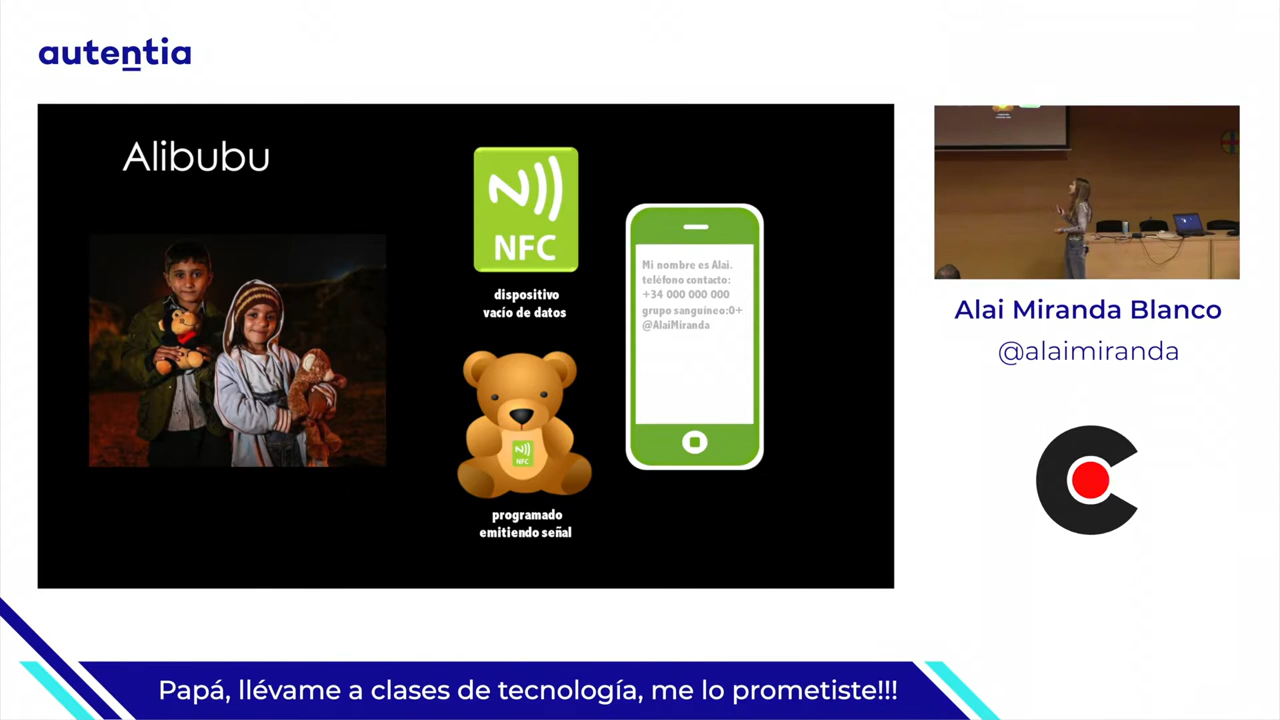 autentia
Alibubu
NFC
dispositivo
vacío de datos
NFC
programado
emitiendo señal
Mi nombre es Alai.
teléfono contacto:
+34 000 000 000
grupo sanguíneo:0+
@AlaiMiranda
Alai Miranda Blanco
@alaimiranda
Papá, llévame a clases de tecnología, me lo prometiste!!!